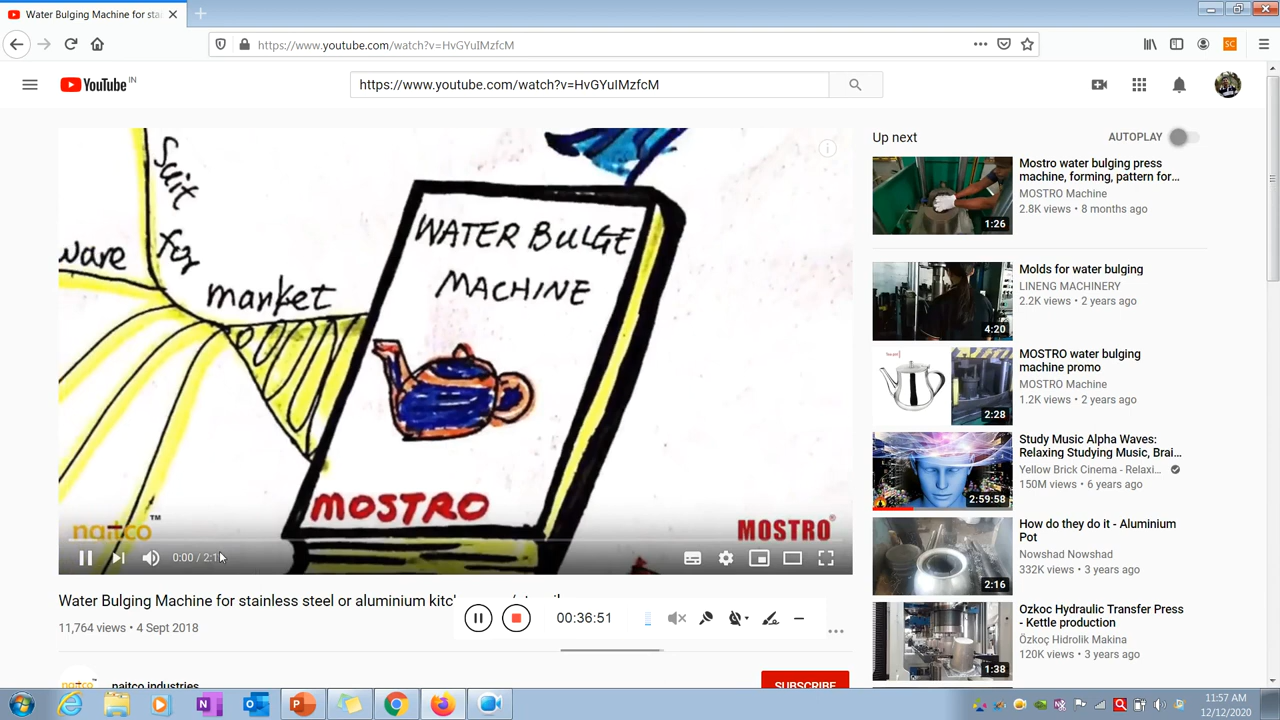 Water Bulging Machine for sta
https://www.youtube.com/watch?v=HvGYuIMzfcM
SC
YouTube IN
https://www.youtube.com/watch?v=HvGYuIMzfcM
Suit
ware
for
market
WATER BULGE
MACHINE
MOSTRO
naitco™
MOSTRO®
0:00 / 2:1
Water Bulging Machine for stainless steel or aluminium
11,764 views • 4 Sept 2018
00:36:51
naitco™
naitco industries
SUBSCRIBE
Up next
AUTOPLAY
Mostro water bulging press
machine, forming, pattern for...
MOSTRO Machine
2.8K views • 8 months ago
1:26
Molds for water bulging
LINENG MACHINERY
2.2K views • 2 years ago
4:20
MOSTRO water bulging
machine promo
MOSTRO Machine
1.2K views • 2 years ago
2:28
Study Music Alpha Waves:
Relaxing Studying Music, Brai...
Yellow Brick Cinema - Relaxi...
150M views • 6 years ago
2:59:58
How do they do it - Aluminium
Pot
Nowshad Nowshad
332K views • 3 years ago
2:16
Ozkoc Hydraulic Transfer Press
- Kettle production
Özkoç Hidrolik Makina
120K views • 3 years ago
1:38
11:57 AM
12/12/2020